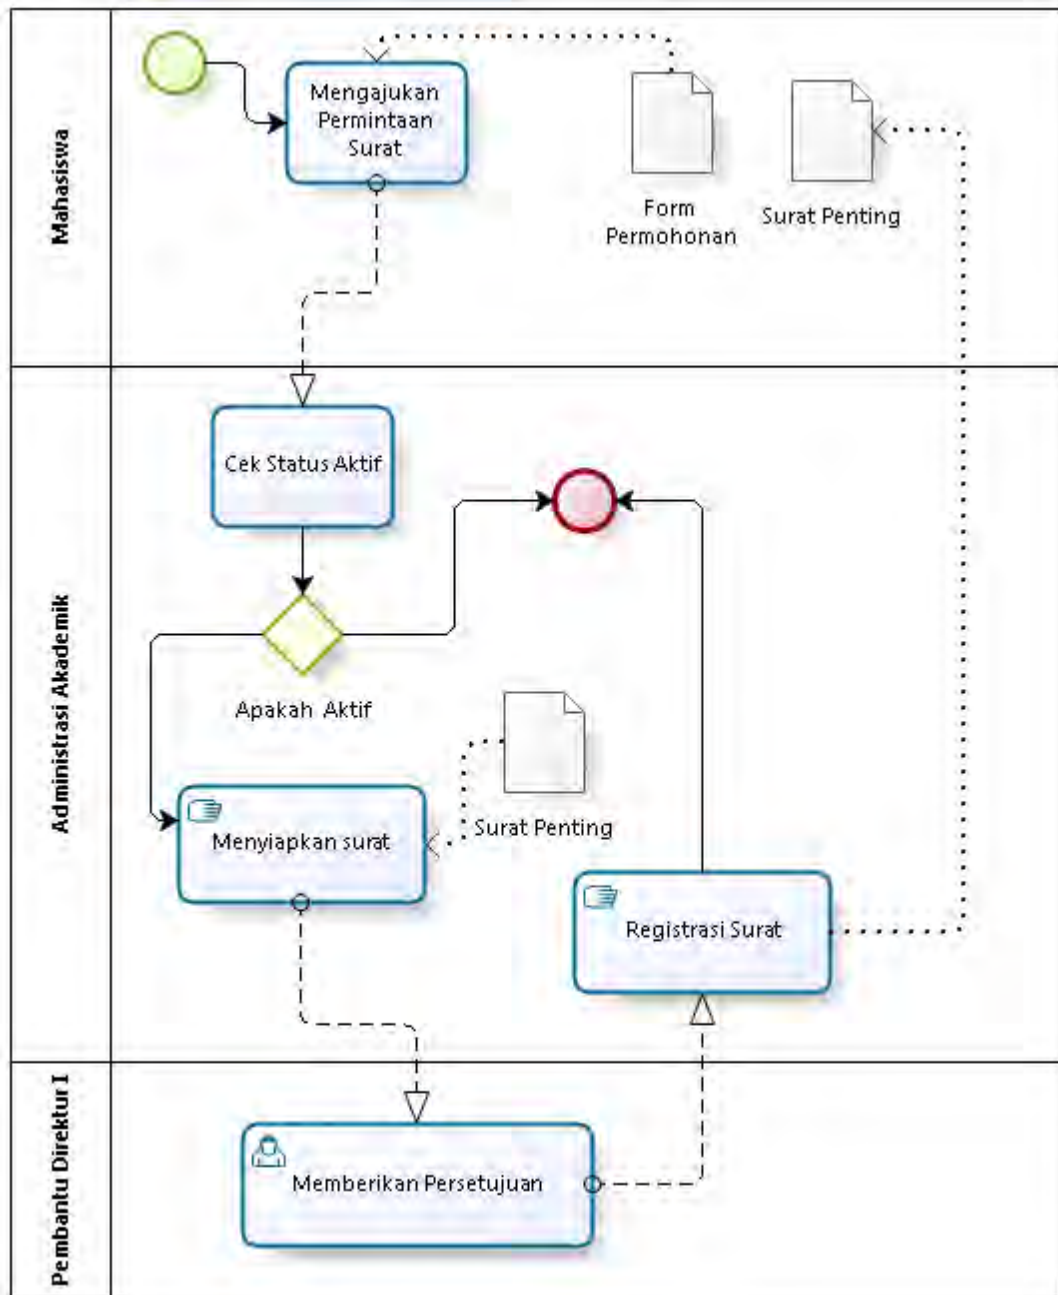 Mahasiswa
Mengajukan
Permintaan
Surat
Form
Permohonan
Surat Penting
Administrasi Akademik
Cek Status Aktif
Apakah Aktif
Menyiapkan surat
Surat Penting
Registrasi Surat
Pembantu Direktur I
Memberikan Persetujuan